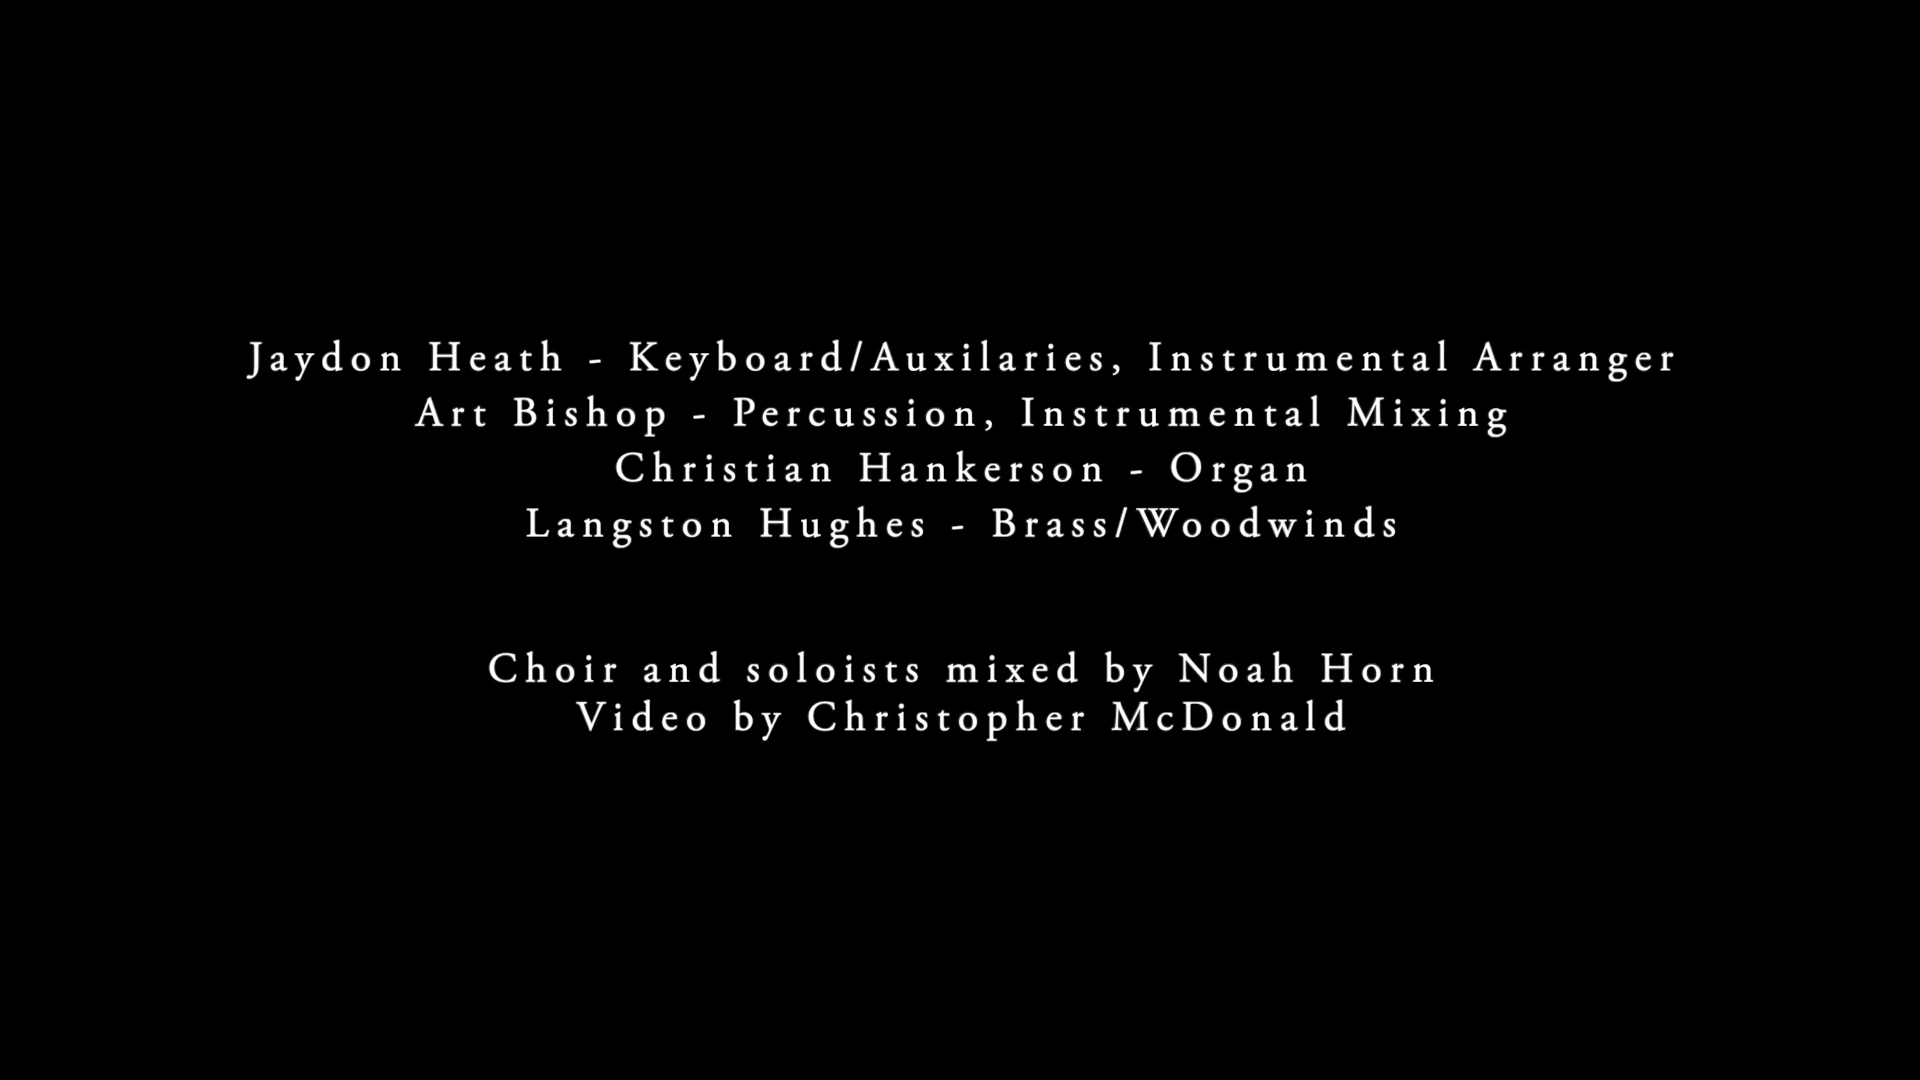 Jaydon Heath - Keyboard/Auxilaries, Instrumental Arranger
Art Bishop - Percussion, Instrumental Mixing
Christian Hankerson - Organ
Langston Hughes - Brass/Woodwinds
Choir and soloists mixed by Noah Horn
Video by Christopher McDonald